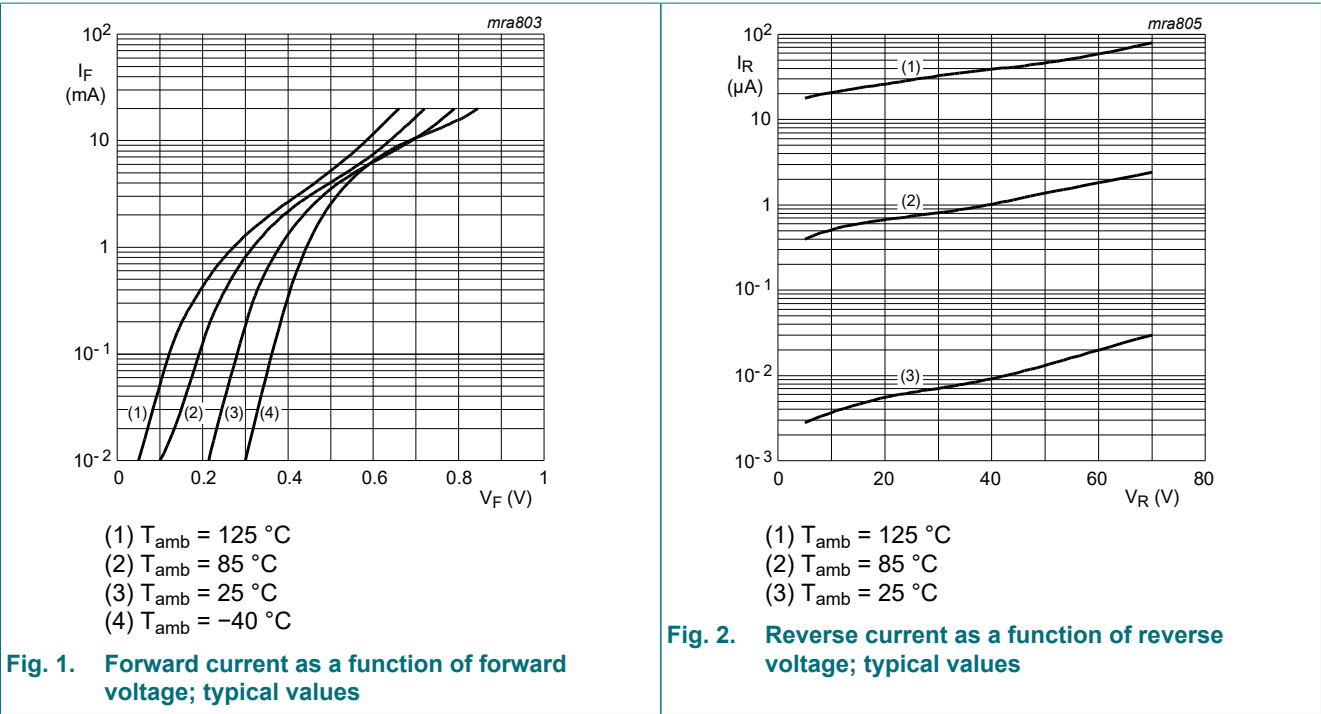 mra803
10²
I_F
(mA)
10
1
10⁻¹
10⁻²
(1)
(2)
(3)
(4)
0
0.2
0.4
0.6
0.8
1
V_F (V)
(1) T_amb = 125 °C
(2) T_amb = 85 °C
(3) T_amb = 25 °C
(4) T_amb = −40 °C
Fig. 1. Forward current as a function of forward
voltage; typical values
mra805
10²
I_R
(μA)
10
1
10⁻¹
10⁻²
10⁻³
(1)
(2)
(3)
0
20
40
60
80
V_R (V)
(1) T_amb = 125 °C
(2) T_amb = 85 °C
(3) T_amb = 25 °C
Fig. 2. Reverse current as a function of reverse
voltage; typical values